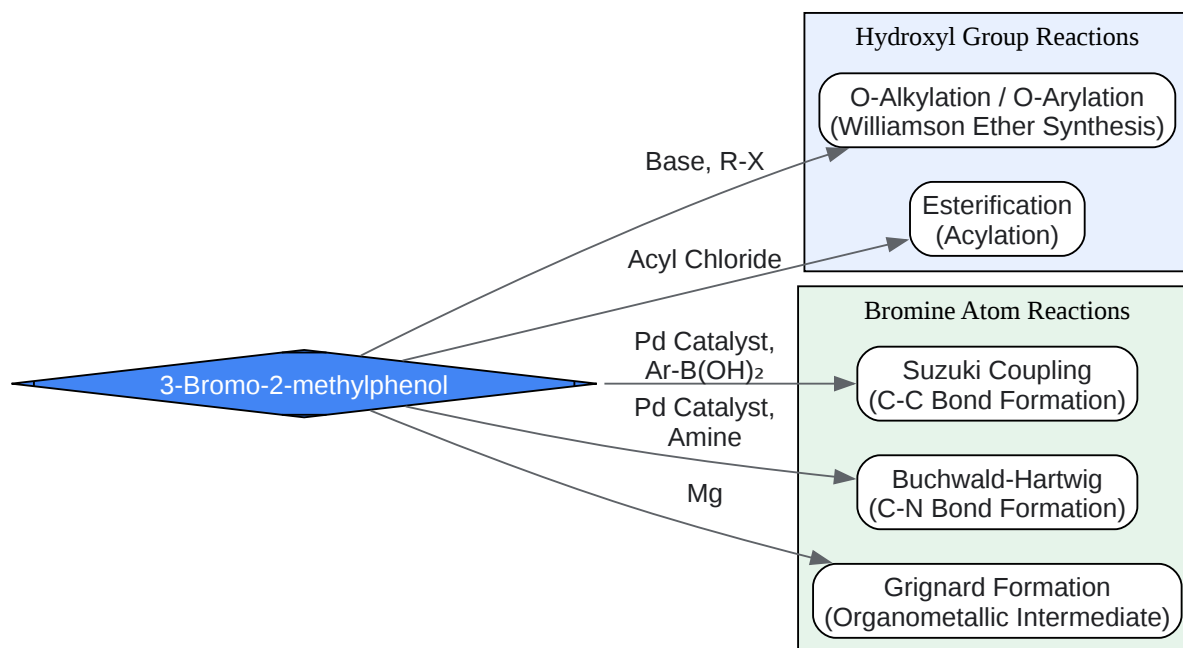 Hydroxyl Group Reactions
O-Alkylation / O-Arylation
(Williamson Ether Synthesis)
Base, R-X
Esterification
(Acylation)
Acyl Chloride
Bromine Atom Reactions
Pd Catalyst,
Ar-B(OH)₂
3-Bromo-2-methylphenol
Suzuki Coupling
(C-C Bond Formation)
Pd Catalyst,
Amine
Buchwald-Hartwig
(C-N Bond Formation)
Mg
Grignard Formation
(Organometallic Intermediate)